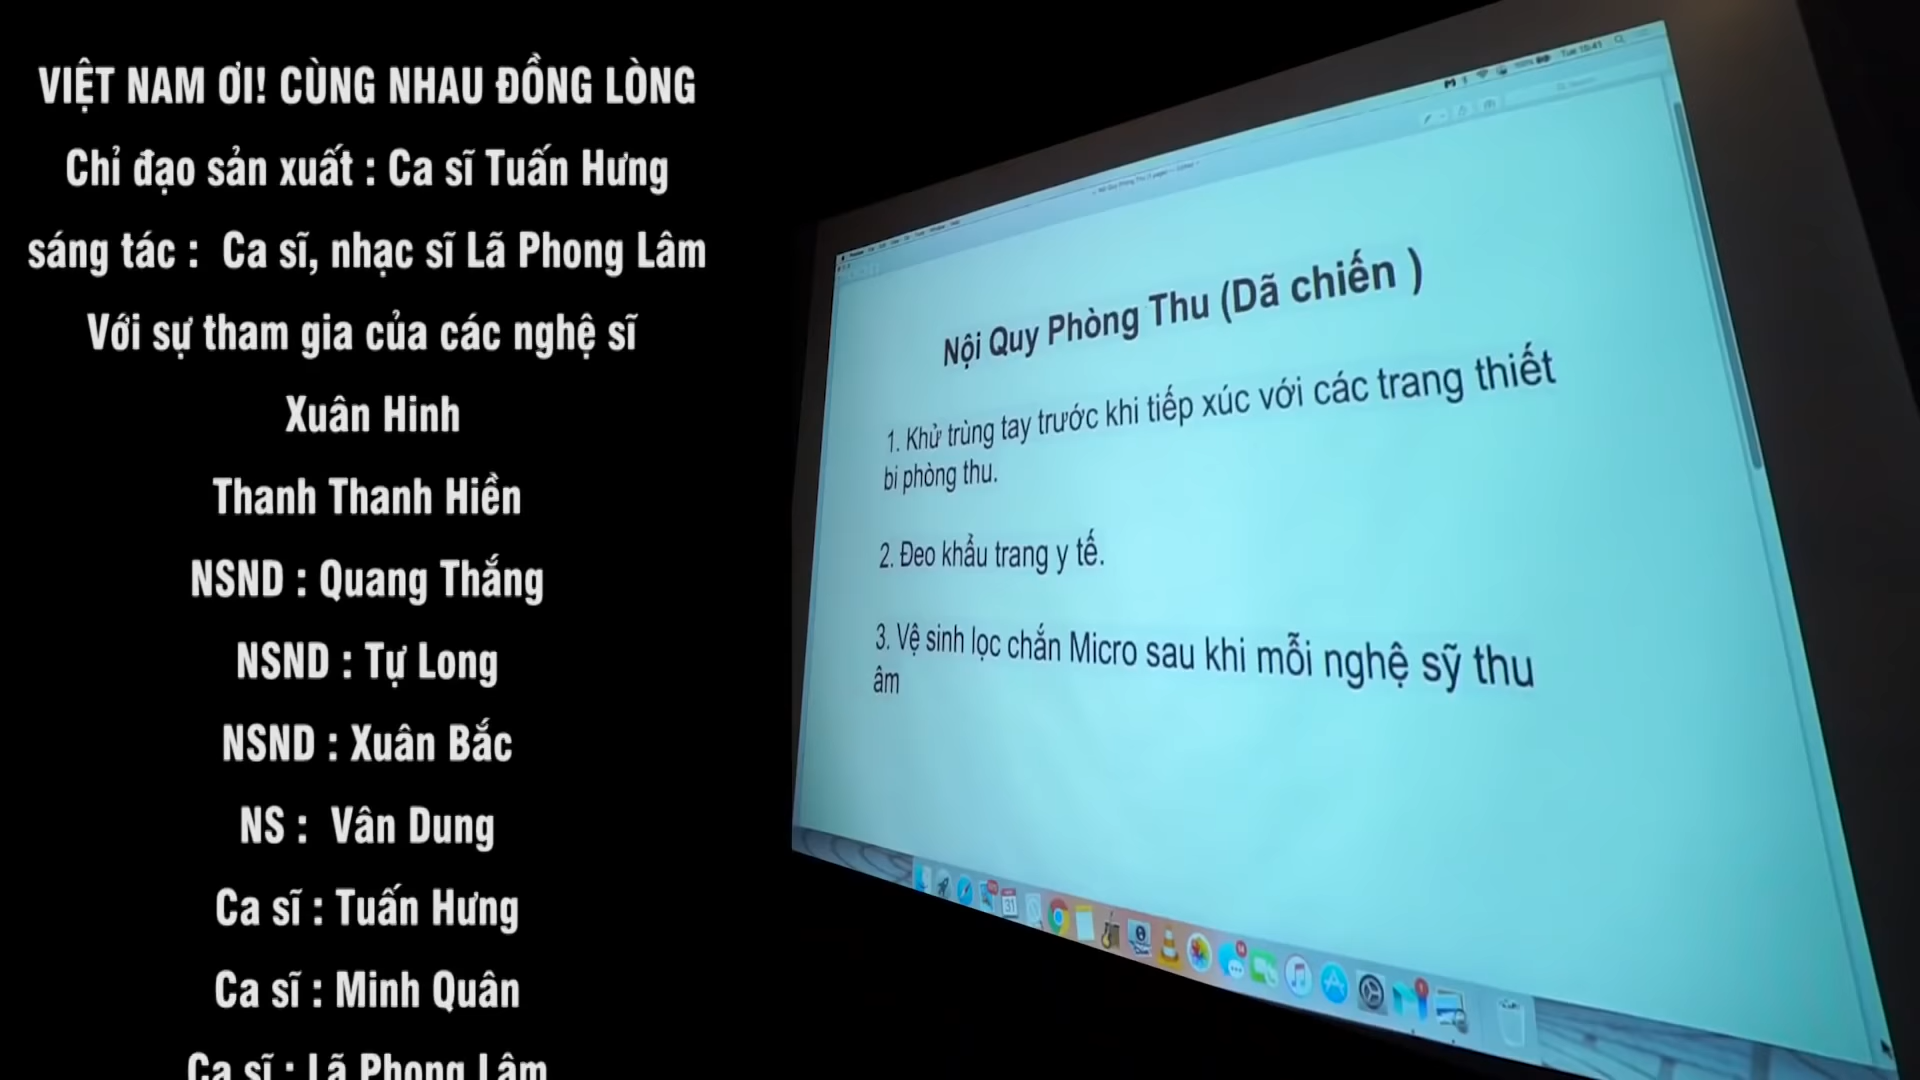 VIỆT NAM ƠI! CÙNG NHAU ĐỒNG LÒNG
Chỉ đạo sản xuất : Ca sĩ Tuấn Hưng
sáng tác : Ca sĩ, nhạc sĩ Lã Phong Lâm
Với sự tham gia của các nghệ sĩ
Xuân Hinh
Thanh Thanh Hiền
NSND : Quang Thắng
NSND : Tự Long
NSND : Xuân Bắc
NS : Vân Dung
Ca sĩ : Tuấn Hưng
Ca sĩ : Minh Quân
Ca sĩ : Lã Phong Lâm
Tue 10:41
Nội Quy Phòng Thu (Dã chiến )
1. Khử trùng tay trước khi tiếp xúc với các trang thiết
bi phòng thu.
2. Đeo khẩu trang y tế.
3. Vệ sinh lọc chắn Micro sau khi mỗi nghệ sỹ thu
âm
31